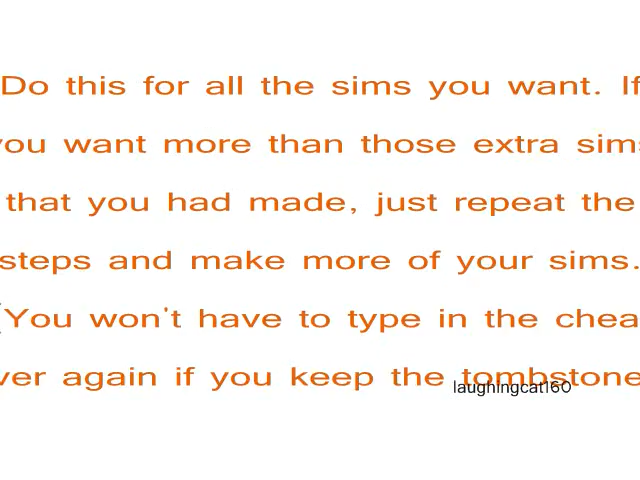 Do this for all the sims you want. If
you want more than those extra sims
that you had made, just repeat the
steps and make more of your sims.
(You won't have to type in the chea
ver again if you keep the tombstone
laughingcat160